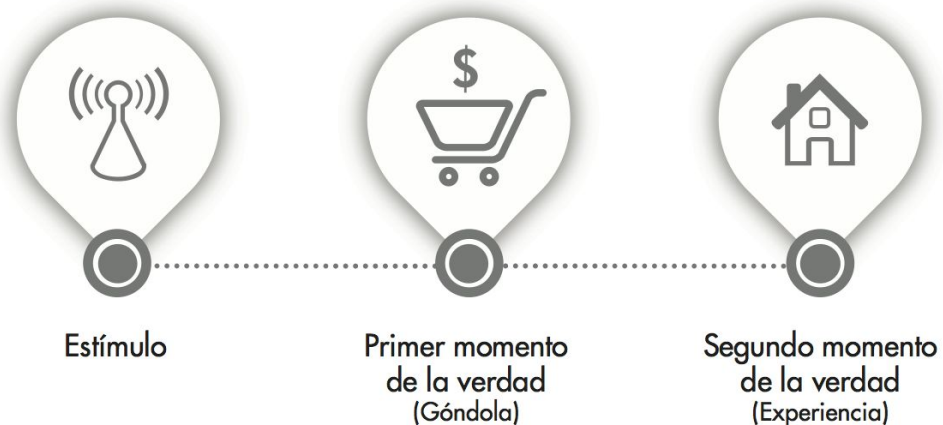 $
Estímulo
Primer momento
de la verdad
(Góndola)
Segundo momento
de la verdad
(Experiencia)